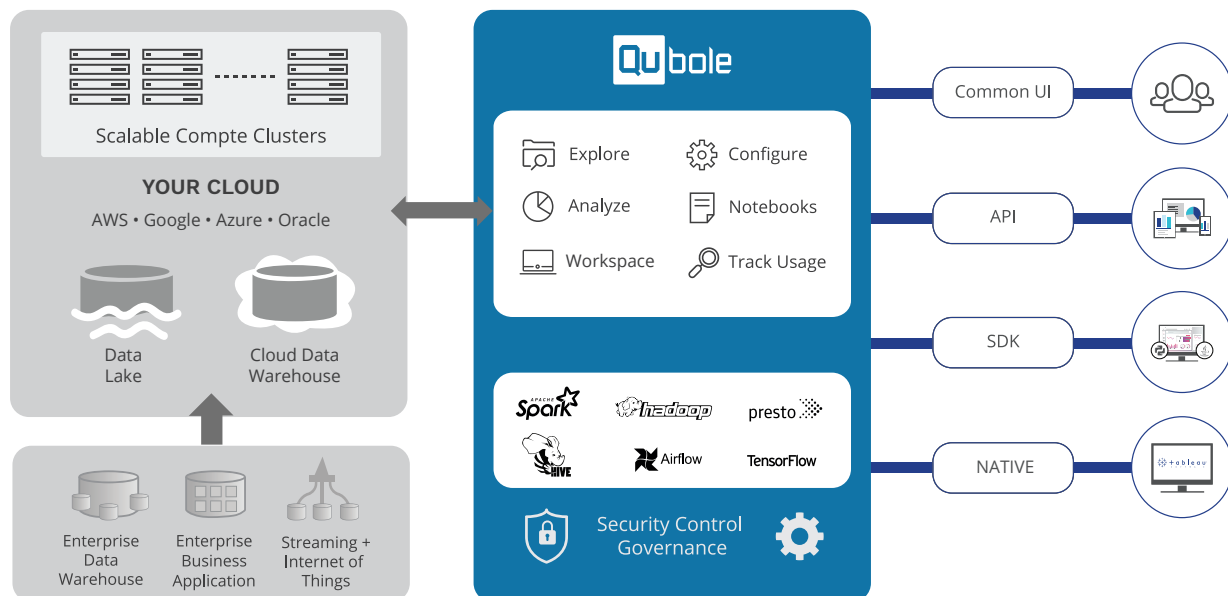 Scalable Compte Clusters
YOUR CLOUD
AWS • Google • Azure • Oracle
Data
Lake
Cloud Data
Warehouse
Enterprise
Data
Warehouse
Enterprise
Business
Application
Streaming +
Internet of
Things
Qubole
Explore
Configure
Analyze
Notebooks
Workspace
Track Usage
APACHE
Spark
hadoop
presto
HIVE
Airflow
TensorFlow
Security Control
Governance
Common UI
API
SDK
NATIVE
tableau